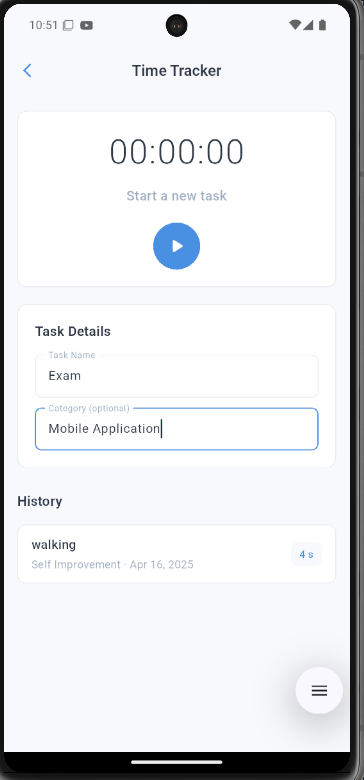 10:51
Time Tracker
00:00:00
Start a new task
Task Details
Task Name
Exam
Category (optional)
Mobile Application
History
walking
4 s
Self Improvement · Apr 16, 2025